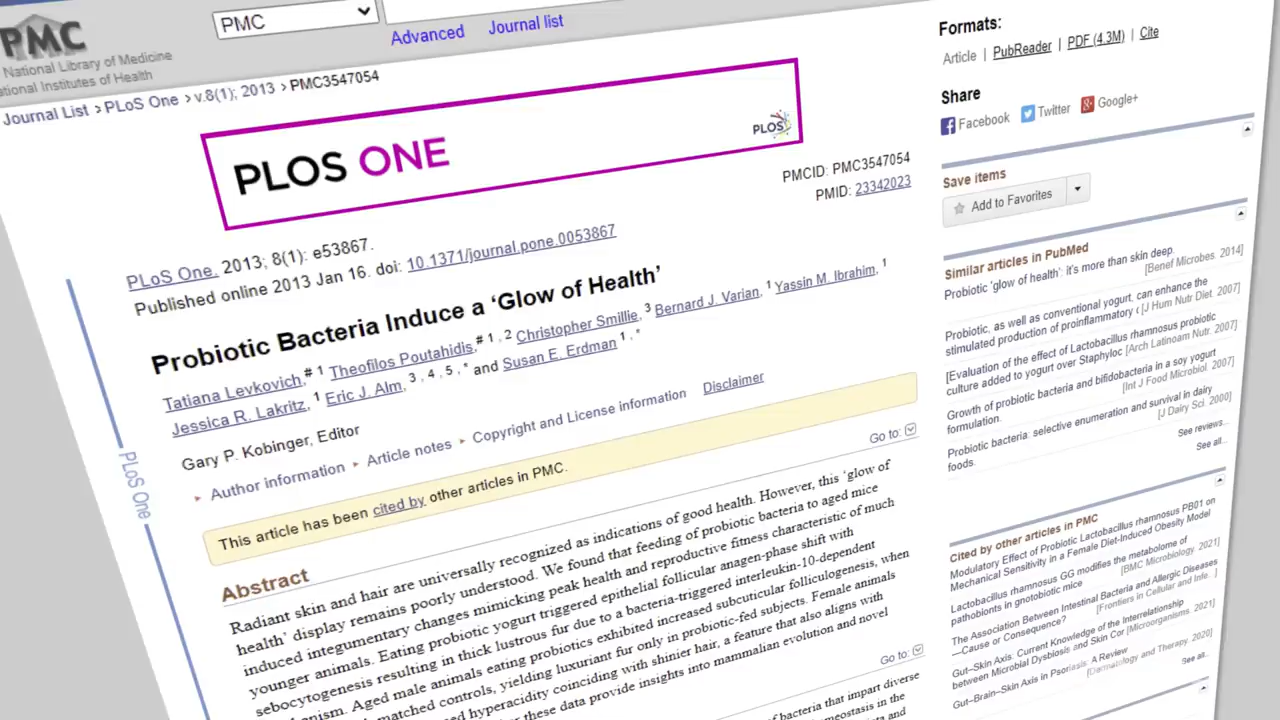 PMC
PMC
Advanced
Journal list
National Library of Medicine
National Institutes of Health
Journal List > PLoS One > v.8(1); 2013 > PMC3547054
PLOS ONE
PLOS
PMCID: PMC3547054
PMID: 23342023
PLoS One. 2013; 8(1): e53867.
Published online 2013 Jan 16. doi: 10.1371/journal.pone.0053867
Probiotic Bacteria Induce a ‘Glow of Health’
Tatiana Levkovich,# 1 Theofilos Poutahidis,# 1 , 2 Christopher Smillie, 3 Bernard J. Varian, 1 Yassin M. Ibrahim, 1
Jessica R. Lakritz, 1 Eric J. Alm, 3 , 4 , 5 , * and Susan E. Erdman 1 , *
Gary P. Kobinger, Editor
▸ Author information ▸ Article notes ▸ Copyright and License information Disclaimer
This article has been cited by other articles in PMC.
Go to:
Abstract
Radiant skin and hair are universally recognized as indications of good health. However, this ‘glow of
health’ display remains poorly understood. We found that feeding of probiotic bacteria to aged mice
induced integumentary changes mimicking peak health and reproductive fitness characteristic of much
younger animals. Eating probiotic yogurt triggered epithelial follicular anagen-phase shift with
sebocytogenesis resulting in thick lustrous fur due to a bacteria-triggered interleukin-10-dependent
mechanism. Aged male animals eating probiotics exhibited increased subcuticular folliculogenesis, when
matched controls, yielding luxuriant fur only in probiotic-fed subjects. Female animals
hyperacidity coinciding with shinier hair, a feature that also aligns with
these data provide insights into mammalian evolution and novel
Go to:
of bacteria that impart diverse
homeostasis in the
PLoS One
Formats:
Article | PubReader | PDF (4.3M) | Cite
Share
Facebook Twitter Google+
Save items
Add to Favorites
Similar articles in PubMed
Probiotic 'glow of health': it's more than skin deep.
[Benef Microbes. 2014]
Probiotic, as well as conventional yogurt, can enhance the
stimulated production of proinflammatory c [J Hum Nutr Diet. 2007]
[Evaluation of the effect of Lactobacillus rhamnosus probiotic
culture added to yogurt over Staphyloc [Arch Latinoam Nutr. 2007]
Growth of probiotic bacteria and bifidobacteria in a soy yogurt
formulation. [Int J Food Microbiol. 2007]
Probiotic bacteria: selective enumeration and survival in dairy
foods. [J Dairy Sci. 2000]
See reviews...
See all...
Cited by other articles in PMC
Modulatory Effect of Probiotic Lactobacillus rhamnosus PB01 on
Mechanical Sensitivity in a Female Diet-Induced Obesity Model
Lactobacillus rhamnosus GG modifies the metabolome of
pathobionts in gnotobiotic mice [BMC Microbiology. 2021]
The Association Between Intestinal Bacteria and Allergic Diseases
—Cause or Consequence? [Frontiers in Cellular and Infe...]
Gut–Skin Axis: Current Knowledge of the Interrelationship
between Microbial Dysbiosis and Skin Con [Microorganisms. 2021]
Gut–Brain–Skin Axis in Psoriasis: A Review
[Dermatology and Therapy. 2020]
See all...